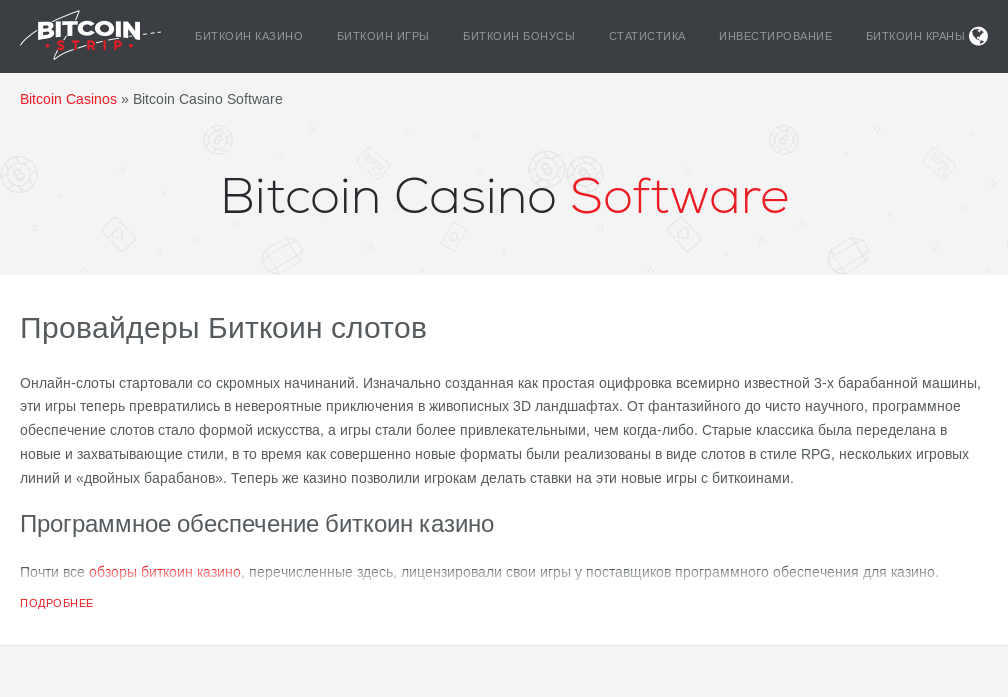 BITCOIN
STRIP
БИТКОИН КАЗИНО
БИТКОИН ИГРЫ
БИТКОИН БОНУСЫ
СТАТИСТИКА
ИНВЕСТИРОВАНИЕ
БИТКОИН КРАНЫ
Bitcoin Casinos » Bitcoin Casino Software
Bitcoin Casino Software
Провайдеры Биткоин слотов
Онлайн-слоты стартовали со скромных начинаний. Изначально созданная как простая оцифровка всемирно известной 3-х барабанной машины,
эти игры теперь превратились в невероятные приключения в живописных 3D ландшафтах. От фантазийного до чисто научного, программное
обеспечение слотов стало формой искусства, а игры стали более привлекательными, чем когда-либо. Старые классика была переделана в
новые и захватывающие стили, в то время как совершенно новые форматы были реализованы в виде слотов в стиле RPG, нескольких игровых
линий и «двойных барабанов». Теперь же казино позволили игрокам делать ставки на эти новые игры с биткоинами.
Программное обеспечение биткоин казино
Почти все обзоры биткоин казино, перечисленные здесь, лицензировали свои игры у поставщиков программного обеспечения для казино.
ПОДРОБНЕЕ